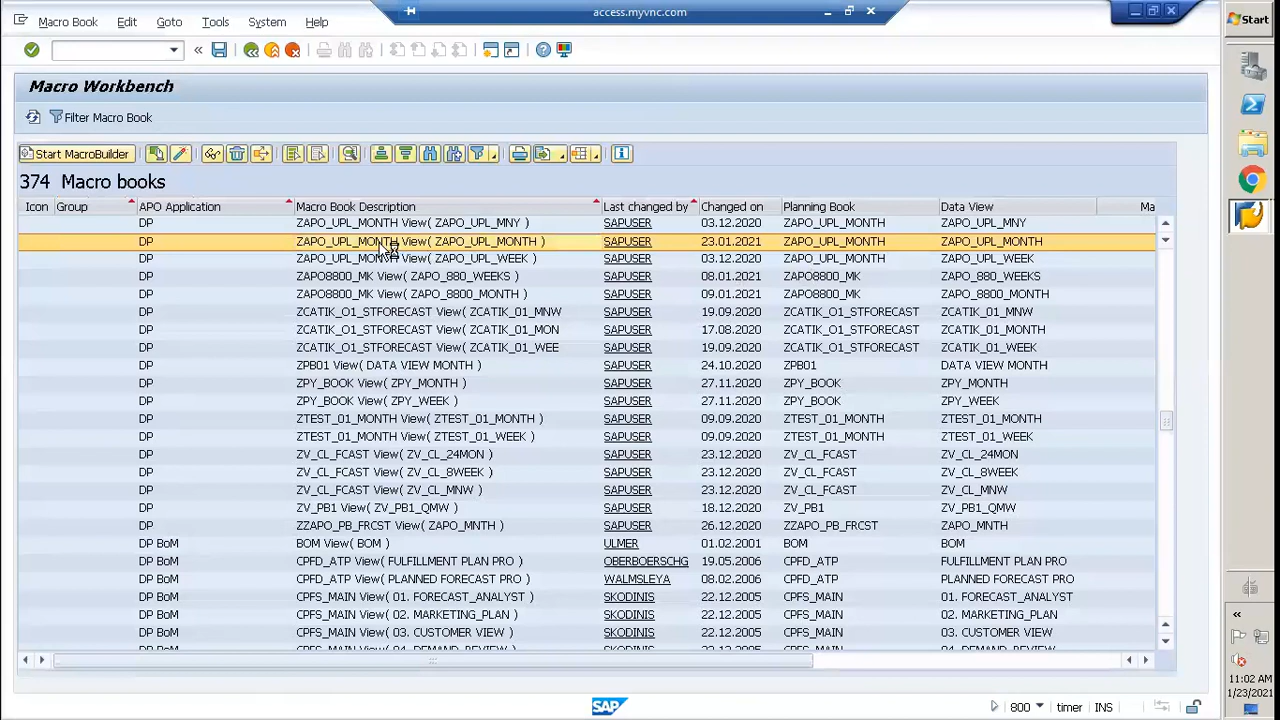 Macro Book Edit Goto Tools System Help
access.myvnc.com
Start
Macro Workbench
Filter Macro Book
Start MacroBuilder
374 Macro books
Icon Group APO Application Macro Book Description Last changed by Changed on Planning Book Data View Ma
DP ZAPO_UPL_MONTH View( ZAPO_UPL_MNY ) SAPUSER 03.12.2020 ZAPO_UPL_MONTH ZAPO_UPL_MNY
DP ZAPO_UPL_MONTH View( ZAPO_UPL_MONTH ) SAPUSER 23.01.2021 ZAPO_UPL_MONTH ZAPO_UPL_MONTH
DP ZAPO_UPL_MONTH View( ZAPO_UPL_WEEK ) SAPUSER 03.12.2020 ZAPO_UPL_MONTH ZAPO_UPL_WEEK
DP ZAPO8800_MK View( ZAPO_880_WEEKS ) SAPUSER 08.01.2021 ZAPO8800_MK ZAPO_880_WEEKS
DP ZAPO8800_MK View( ZAPO_8800_MONTH ) SAPUSER 09.01.2021 ZAPO8800_MK ZAPO_8800_MONTH
DP ZCATIK_O1_STFORECAST View( ZCATIK_01_MNW SAPUSER 19.09.2020 ZCATIK_O1_STFORECAST ZCATIK_01_MNW
DP ZCATIK_O1_STFORECAST View( ZCATIK_01_MON SAPUSER 17.08.2020 ZCATIK_O1_STFORECAST ZCATIK_01_MONTH
DP ZCATIK_O1_STFORECAST View( ZCATIK_01_WEE SAPUSER 19.09.2020 ZCATIK_O1_STFORECAST ZCATIK_01_WEEK
DP ZPB01 View( DATA VIEW MONTH ) SAPUSER 24.10.2020 ZPB01 DATA VIEW MONTH
DP ZPY_BOOK View( ZPY_MONTH ) SAPUSER 27.11.2020 ZPY_BOOK ZPY_MONTH
DP ZPY_BOOK View( ZPY_WEEK ) SAPUSER 27.11.2020 ZPY_BOOK ZPY_WEEK
DP ZTEST_01_MONTH View( ZTEST_01_MONTH ) SAPUSER 09.09.2020 ZTEST_01_MONTH ZTEST_01_MONTH
DP ZTEST_01_MONTH View( ZTEST_01_WEEK ) SAPUSER 09.09.2020 ZTEST_01_MONTH ZTEST_01_WEEK
DP ZV_CL_FCAST View( ZV_CL_24MON ) SAPUSER 23.12.2020 ZV_CL_FCAST ZV_CL_24MON
DP ZV_CL_FCAST View( ZV_CL_8WEEK ) SAPUSER 23.12.2020 ZV_CL_FCAST ZV_CL_8WEEK
DP ZV_CL_FCAST View( ZV_CL_MNW ) SAPUSER 23.12.2020 ZV_CL_FCAST ZV_CL_MNW
DP ZV_PB1 View( ZV_PB1_QMW ) SAPUSER 18.12.2020 ZV_PB1 ZV_PB1_QMW
DP ZZAPO_PB_FRCST View( ZAPO_MNTH ) SAPUSER 26.12.2020 ZZAPO_PB_FRCST ZAPO_MNTH
DP BoM BOM View( BOM ) ULMER 01.02.2001 BOM BOM
DP BoM CPFD_ATP View( FULFILLMENT PLAN PRO ) OBERBOERSCHG 19.05.2006 CPFD_ATP FULFILLMENT PLAN PRO
DP BoM CPFD_ATP View( PLANNED FORECAST PRO ) WALMSLEYA 08.02.2006 CPFD_ATP PLANNED FORECAST PRO
DP BoM CPFS_MAIN View( 01. FORECAST_ANALYST ) SKODINIS 22.12.2005 CPFS_MAIN 01. FORECAST_ANALYST
DP BoM CPFS_MAIN View( 02. MARKETING_PLAN ) SKODINIS 22.12.2005 CPFS_MAIN 02. MARKETING_PLAN
DP BoM CPFS_MAIN View( 03. CUSTOMER VIEW ) SKODINIS 22.12.2005 CPFS_MAIN 03. CUSTOMER VIEW
SAP
800 timer INS
11:02 AM
1/23/2021